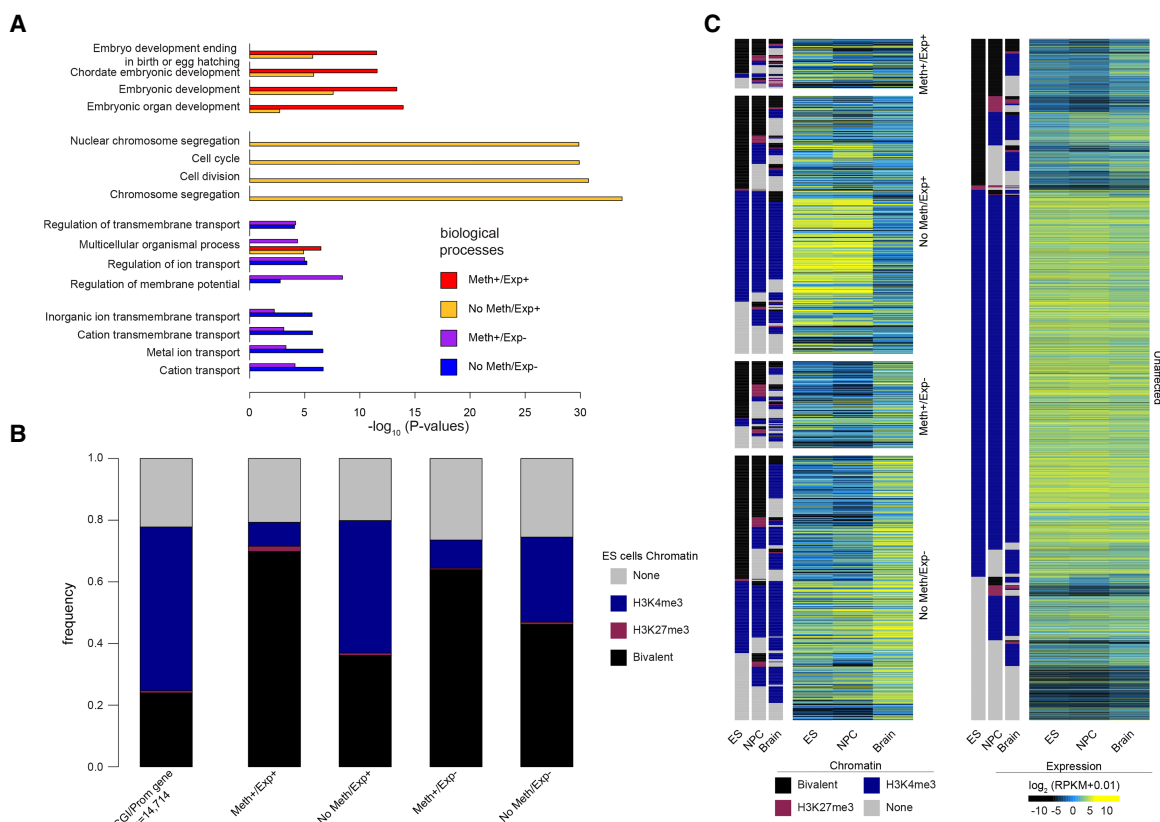 A
Embryo development ending
in birth or egg hatching
Chordate embryonic development
Embryonic development
Embryonic organ development
Nuclear chromosome segregation
Cell cycle
Cell division
Chromosome segregation
Regulation of transmembrane transport
Multicellular organismal process
Regulation of ion transport
Regulation of membrane potential
Inorganic ion transmembrane transport
Cation transmembrane transport
Metal ion transport
Cation transport
biological
processes
Meth+/Exp+
No Meth/Exp+
Meth+/Exp-
No Meth/Exp-
0 5 10 15 20 25 30
-log10 (P-values)
B
1.0
0.8
0.6
0.4
0.2
0.0
frequency
CGI/Prom gene
=14,714
Meth+/Exp+
No Meth/Exp+
Meth+/Exp-
No Meth/Exp-
ES cells Chromatin
None
H3K4me3
H3K27me3
Bivalent
C
Meth+/Exp+
No Meth/Exp+
Meth+/Exp-
No Meth/Exp-
Unaffected
ES NPC Brain ES NPC Brain
ES NPC Brain ES NPC Brain
Chromatin
Bivalent
H3K4me3
H3K27me3
None
Expression
log2 (RPKM+0.01)
-10 -5 0 5 10